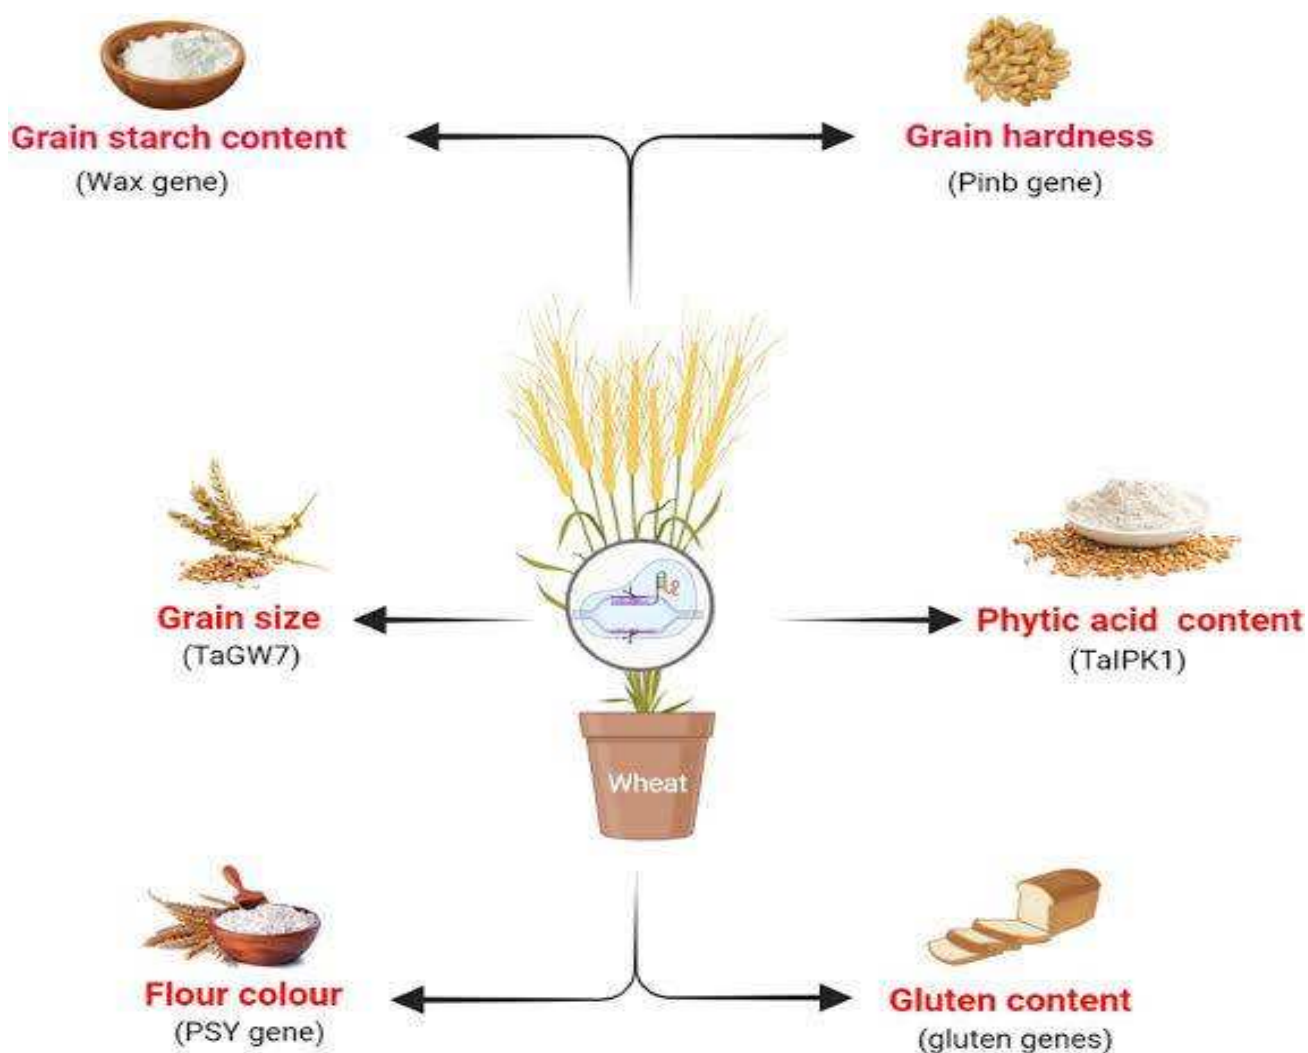 Grain starch content
(Wax gene)
Grain hardness
(Pinb gene)
Grain size
(TaGW7)
Phytic acid content
(TaIPK1)
Wheat
Flour colour
(PSY gene)
Gluten content
(gluten genes)